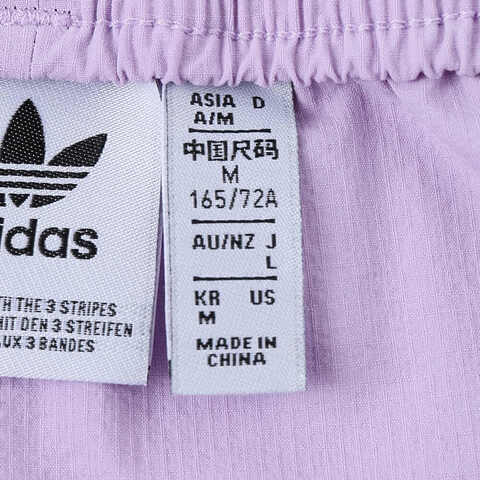 adidas
TH THE 3 STRIPES
MIT DEN 3 STREIFEN
AUX 3 BANDES
ASIA D
A/M
中国尺码
M
165/72A
AU/NZ J
L
KR US
M
MADE IN
CHINA